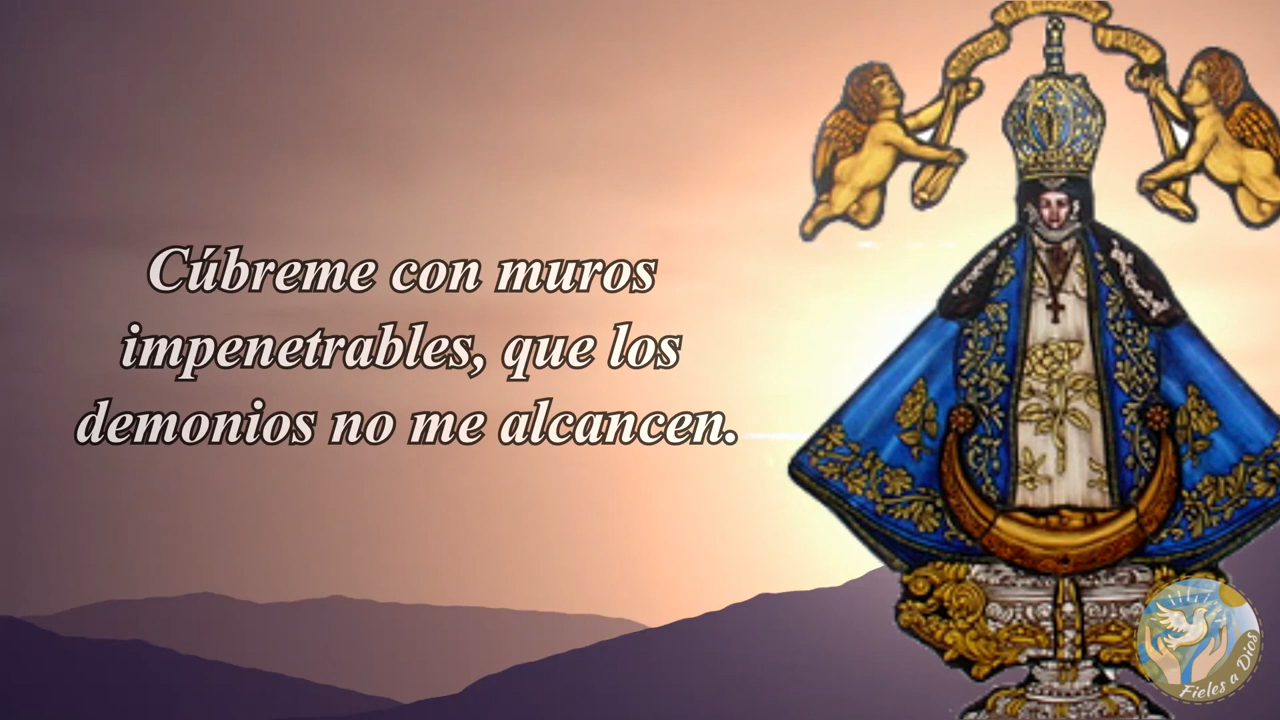 Cúbreme con muros
impenetrables, que los
demonios no me alcancen.
Fieles a Dios